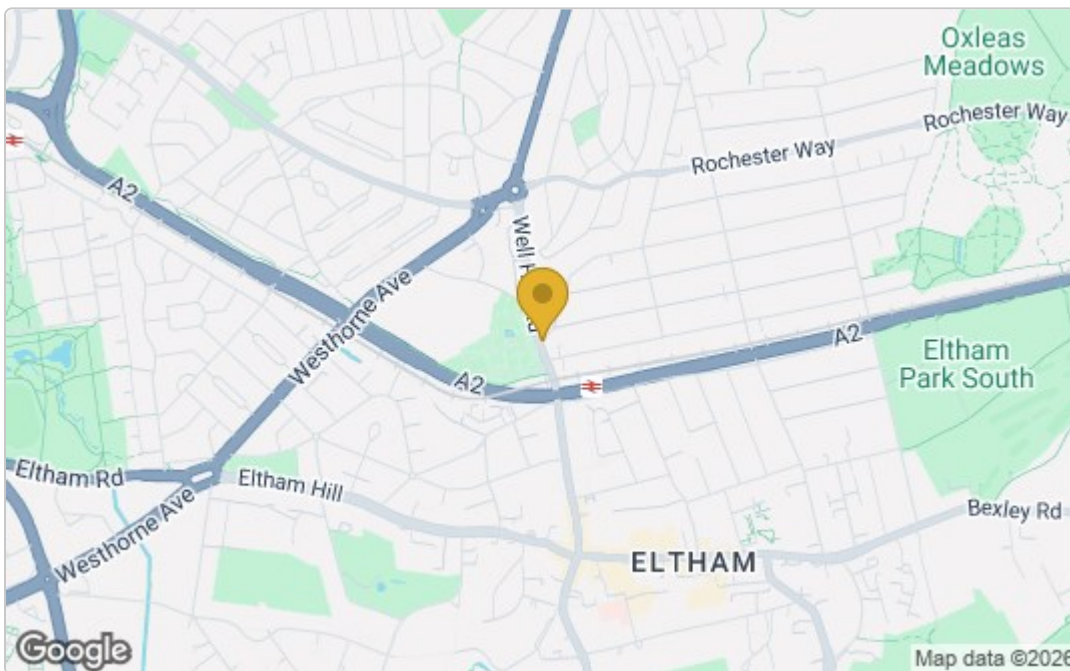 Oxleas
Meadows
Rochester Way
Rochester Way
A2
Well H
d
Westhorne Ave
A2
A2
Eltham
Park South
Eltham Rd
Eltham Hill
Westhorne Ave
Bexley Rd
ELTHAM
Google
Map data ©2026